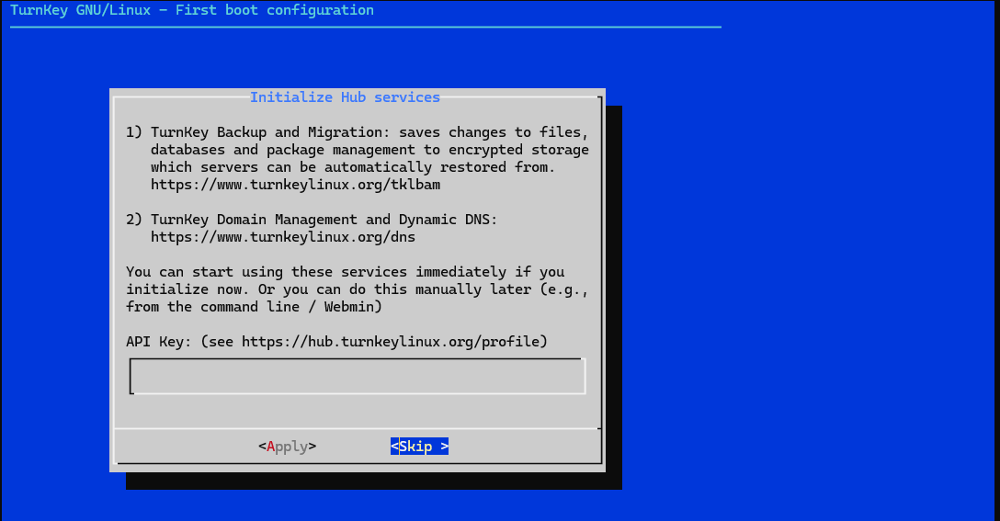 TurnKey GNU/Linux - First boot configuration
Initialize Hub services
1) TurnKey Backup and Migration: saves changes to files,
databases and package management to encrypted storage
which servers can be automatically restored from.
https://www.turnkeylinux.org/tklbam
2) TurnKey Domain Management and Dynamic DNS:
https://www.turnkeylinux.org/dns
You can start using these services immediately if you
initialize now. Or you can do this manually later (e.g.,
from the command line / Webmin)
API Key: (see https://hub.turnkeylinux.org/profile)
<Apply> <Skip >